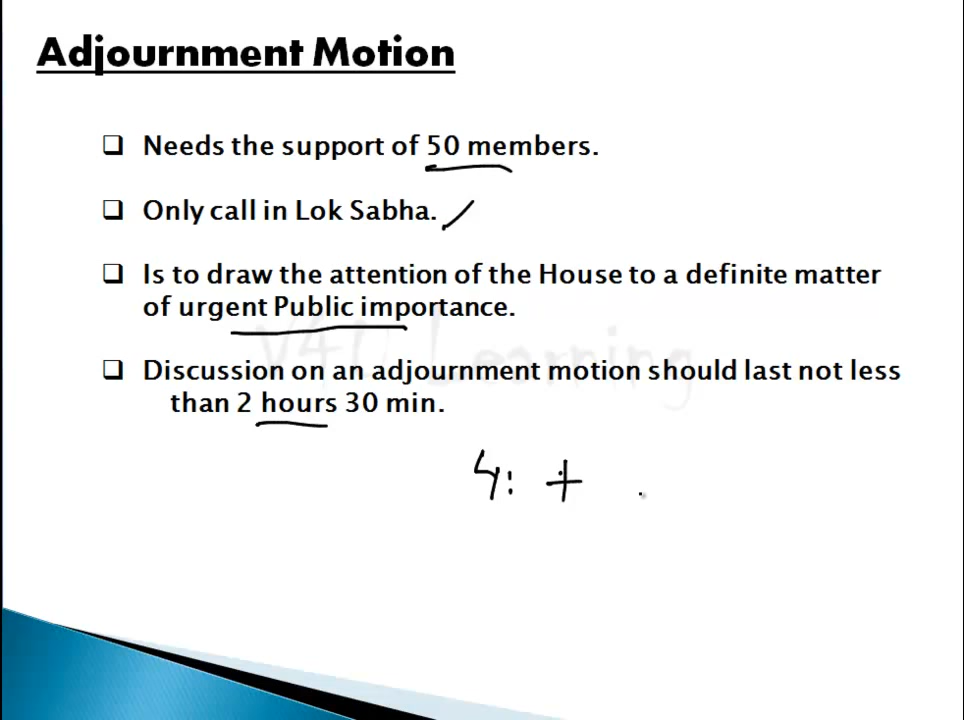 Adjournment Motion
❑ Needs the support of 50 members.
❑ Only call in Lok Sabha.
❑ Is to draw the attention of the House to a definite matter
of urgent Public importance.
V4U Learning
❑ Discussion on an adjournment motion should last not less
than 2 hours 30 min.
4: +